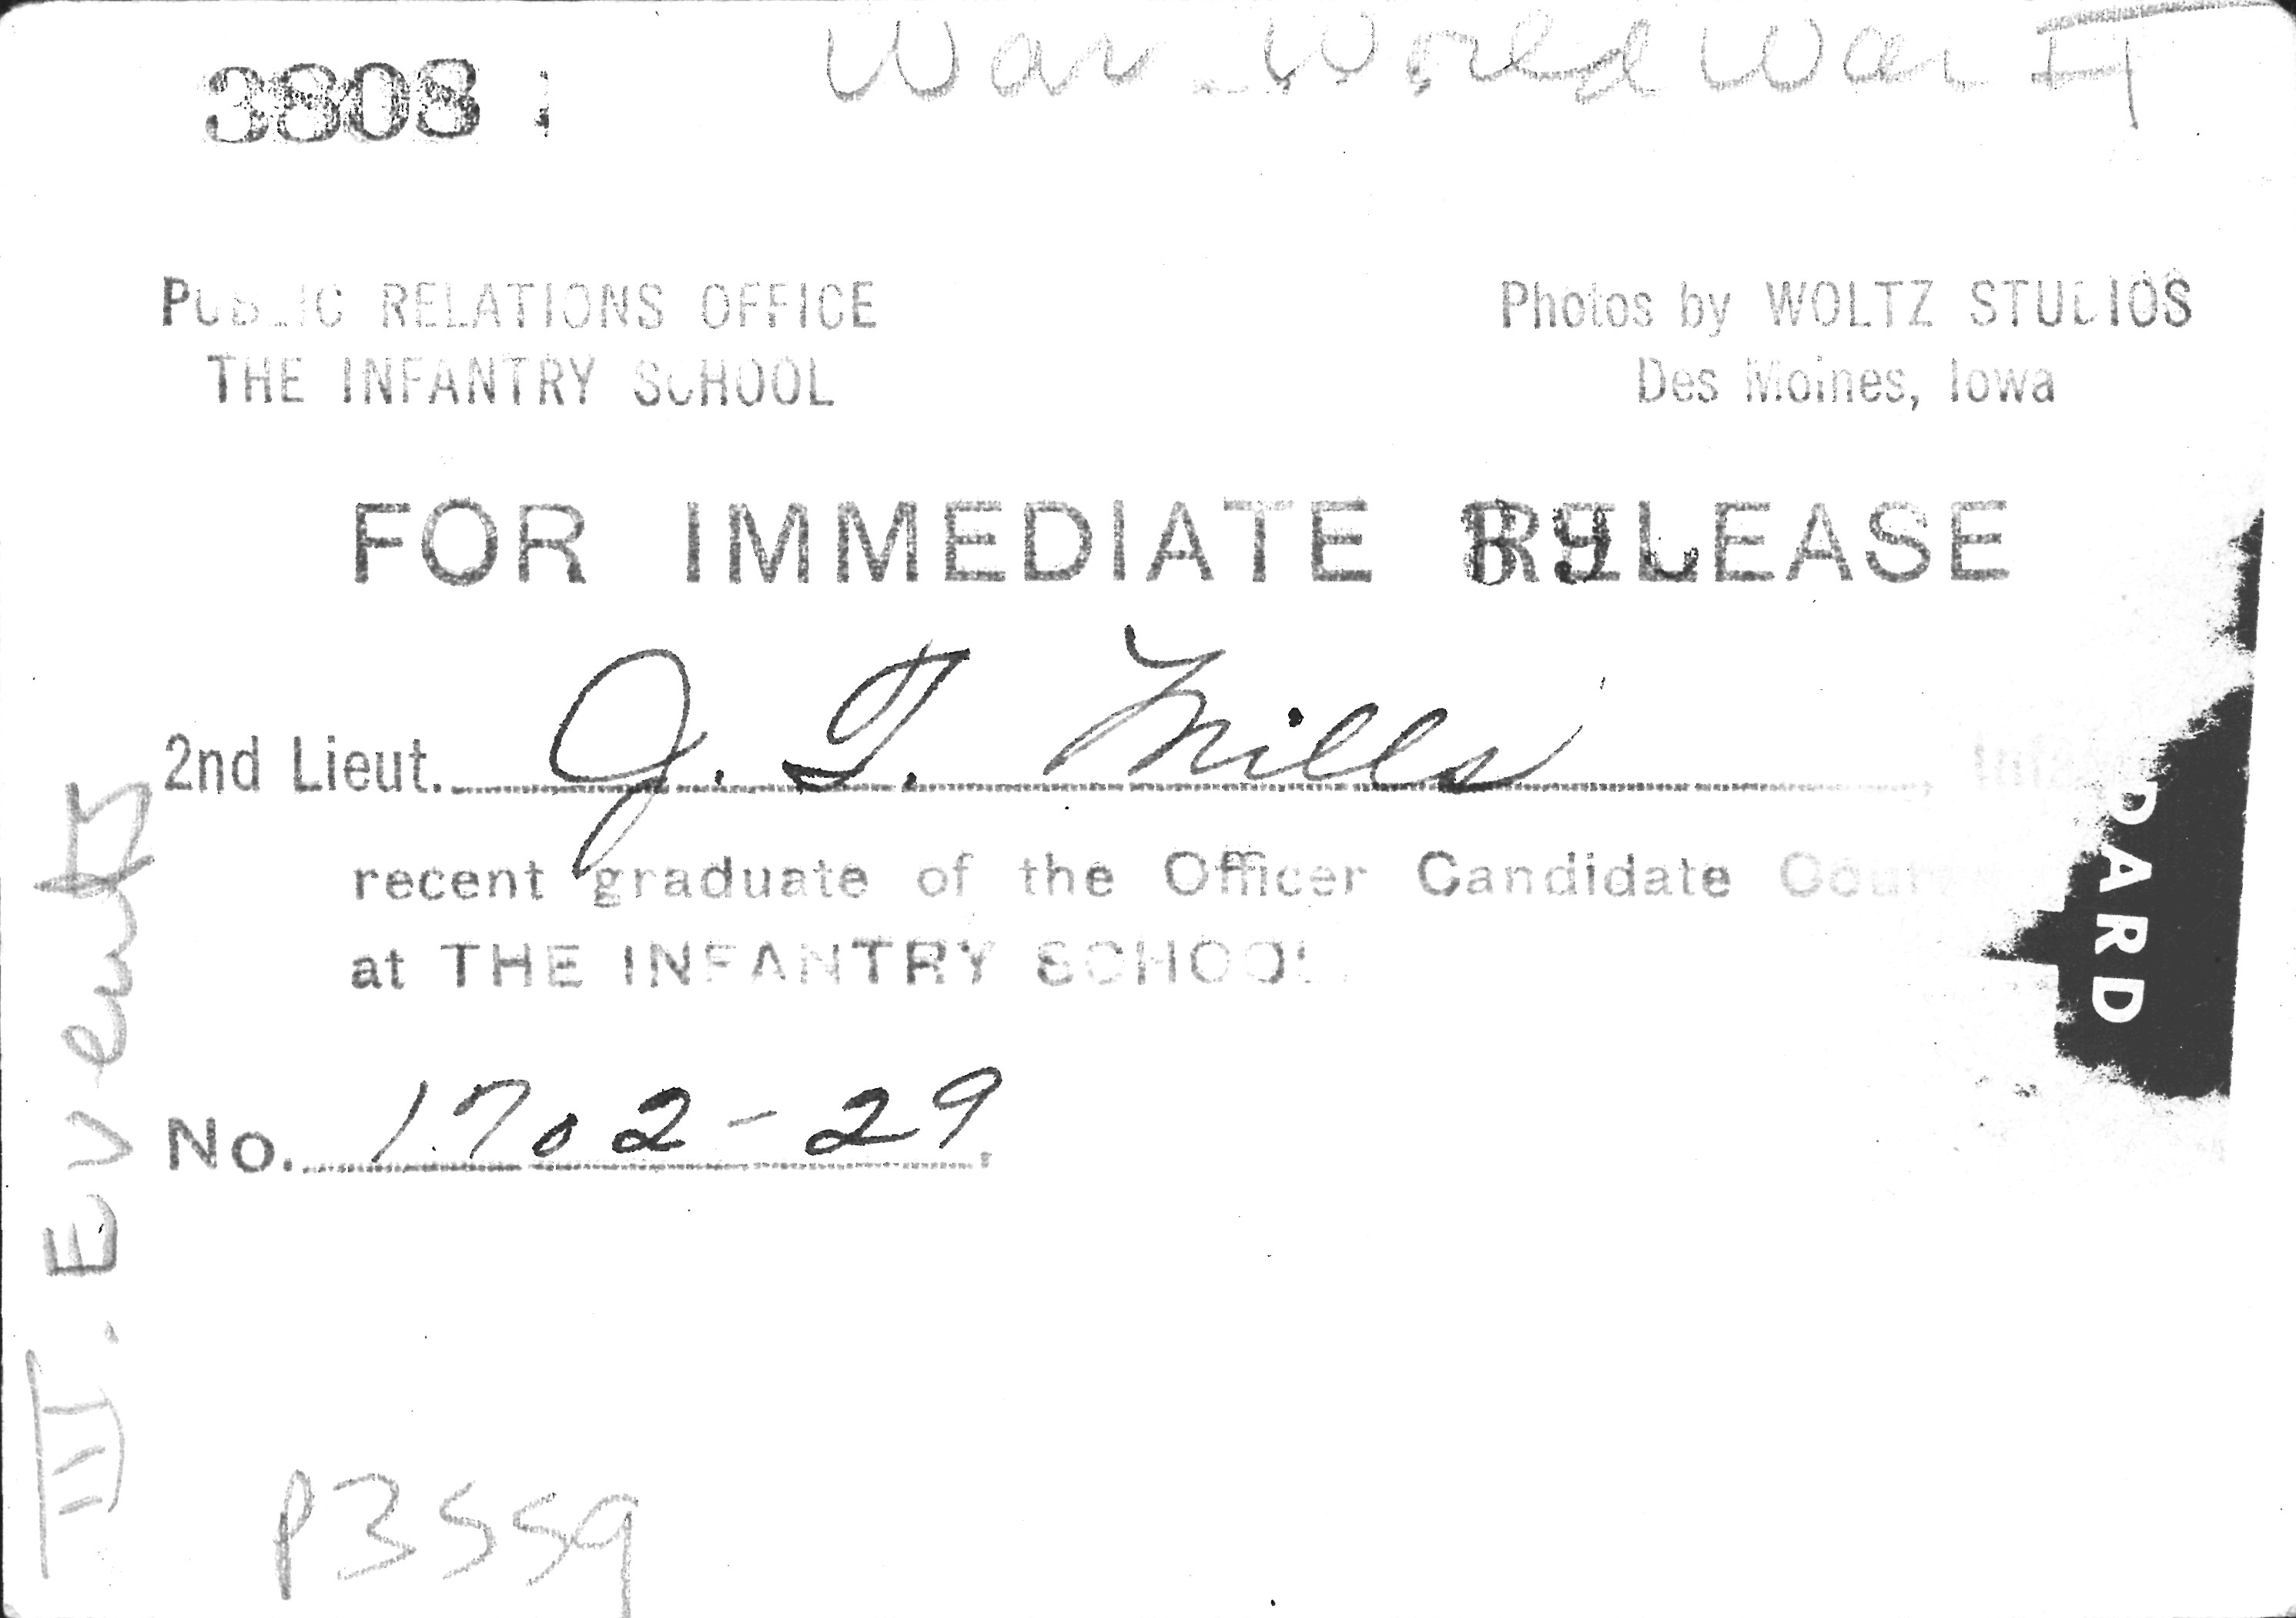 War - World War II
3808
PUBLIC RELATIONS OFFICE
THE INFANTRY SCHOOL
Photos by WOLTZ STUDIOS
Des Moines, Iowa
FOR IMMEDIATE RELEASE
2nd Lieut. J. T. Mills,
recent graduate of the Officer Candidate
at THE INFANTRY SCHOOL
No. 1702-29.
DARD
III. Events
P3559